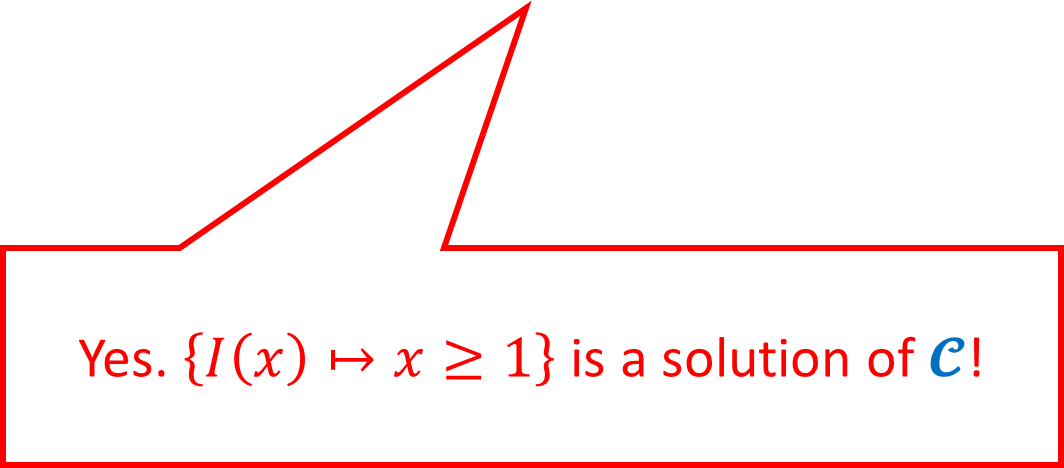 Yes. {𝐼(𝑥) ↦ 𝑥 ≥ 1} is a solution of 𝓒!